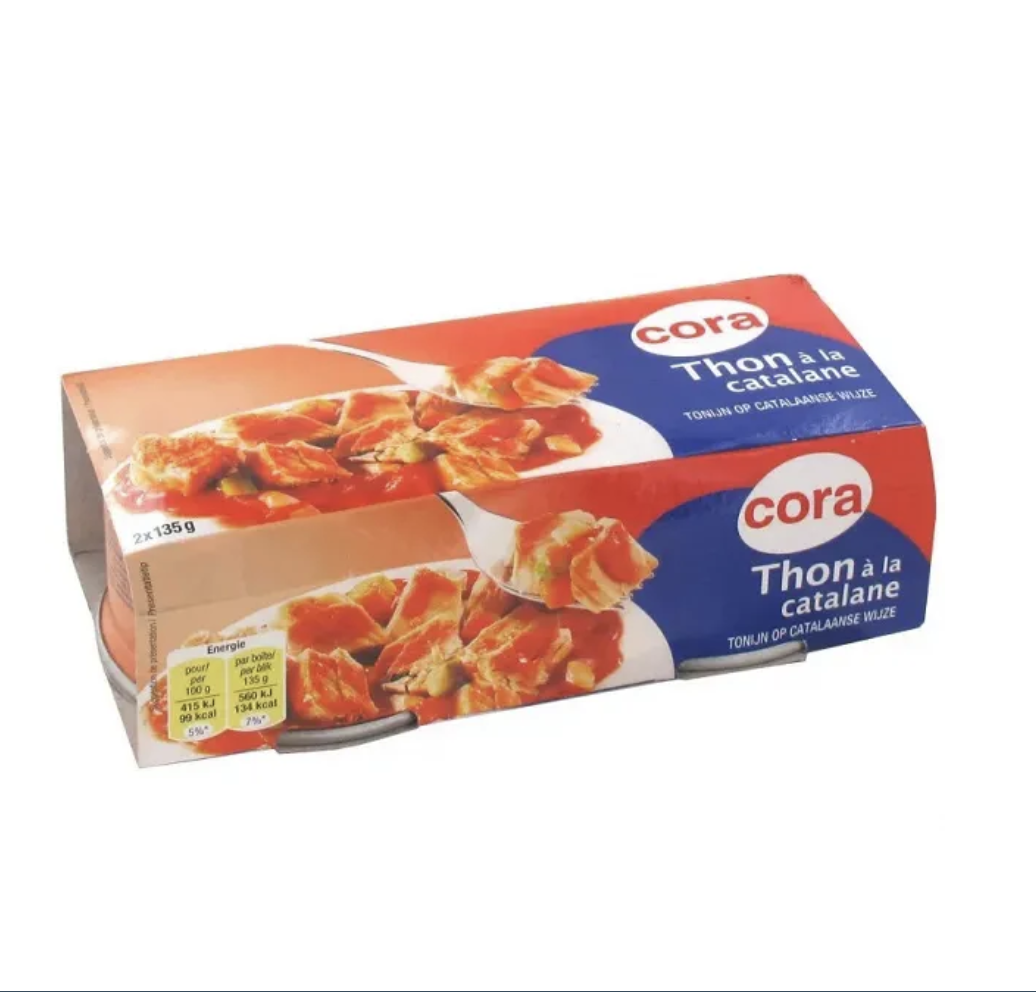 cora
Thon à la
catalane
TONIJN OP CATALAANSE WIJZE
2x135g
cora
Thon à la
catalane
TONIJN OP CATALAANSE WIJZE
Energie
pour/
per
100 g
415 kJ
99 kcal
5%*
par boîte/
per blik
135 g
560 kJ
134 kcal
7%*